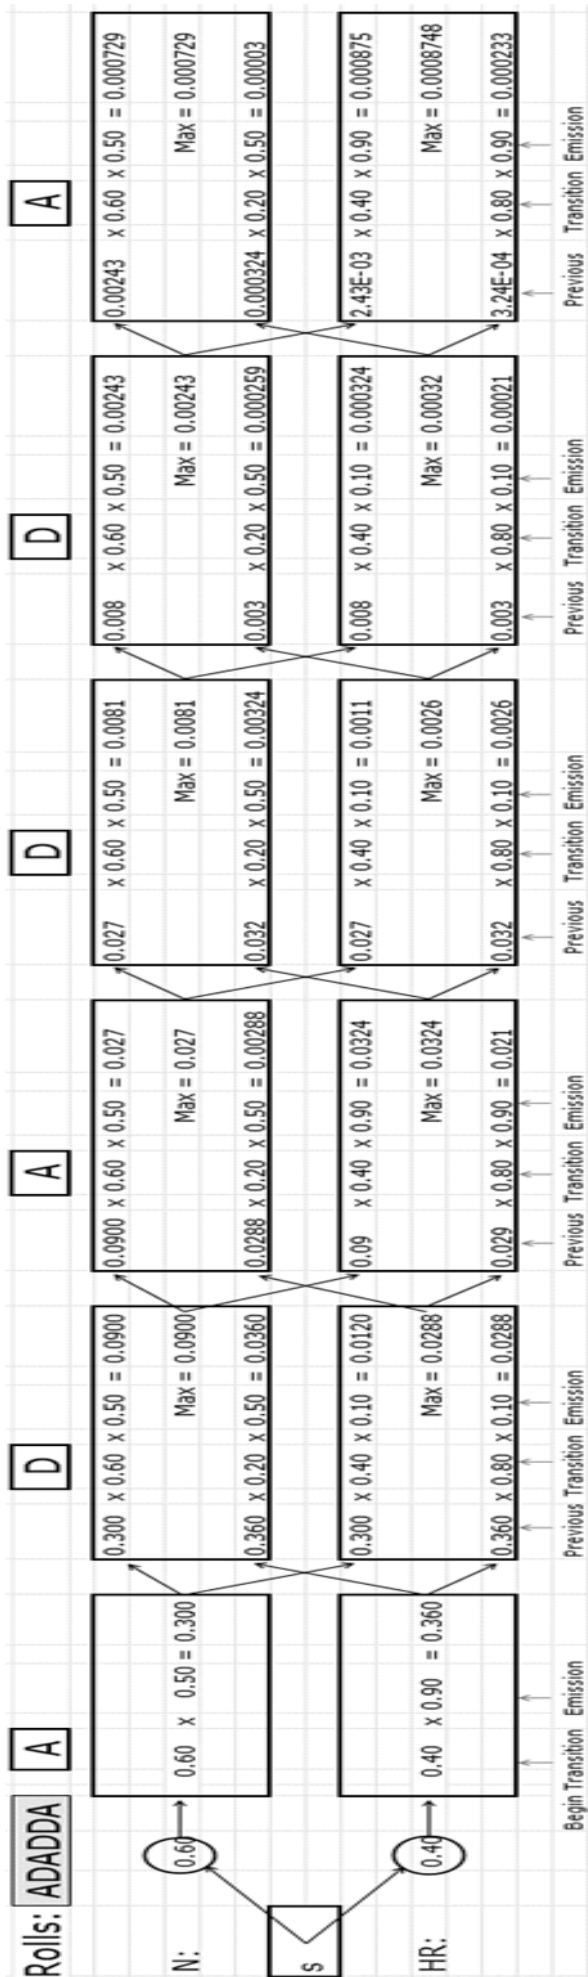 Rolls: ADADDA A D A D D A
N:
0.60
0.60 x 0.50 = 0.300
0.300 x 0.60 x 0.50 = 0.0900
Max = 0.0900
0.360 x 0.20 x 0.50 = 0.0360
0.0900 x 0.60 x 0.50 = 0.027
Max = 0.027
0.0288 x 0.20 x 0.50 = 0.00288
0.027 x 0.60 x 0.50 = 0.0081
Max = 0.0081
0.032 x 0.20 x 0.50 = 0.00324
0.008 x 0.60 x 0.50 = 0.00243
Max = 0.00243
0.003 x 0.20 x 0.50 = 0.000259
0.00243 x 0.60 x 0.50 = 0.000729
Max = 0.000729
0.000324 x 0.20 x 0.50 = 0.00003
s
HR:
0.40
0.40 x 0.90 = 0.360
0.300 x 0.40 x 0.10 = 0.0120
Max = 0.0288
0.360 x 0.80 x 0.10 = 0.0288
0.09 x 0.40 x 0.90 = 0.0324
Max = 0.0324
0.029 x 0.80 x 0.90 = 0.021
0.027 x 0.40 x 0.10 = 0.0011
Max = 0.0026
0.032 x 0.80 x 0.10 = 0.0026
0.008 x 0.40 x 0.10 = 0.000324
Max = 0.00032
0.003 x 0.80 x 0.10 = 0.00021
2.43E-03 x 0.40 x 0.90 = 0.000875
Max = 0.0008748
3.24E-04 x 0.80 x 0.90 = 0.000233
Begin Transition Emission
Previous Transition Emission
Previous Transition Emission
Previous Transition Emission
Previous Transition Emission
Previous Transition Emission